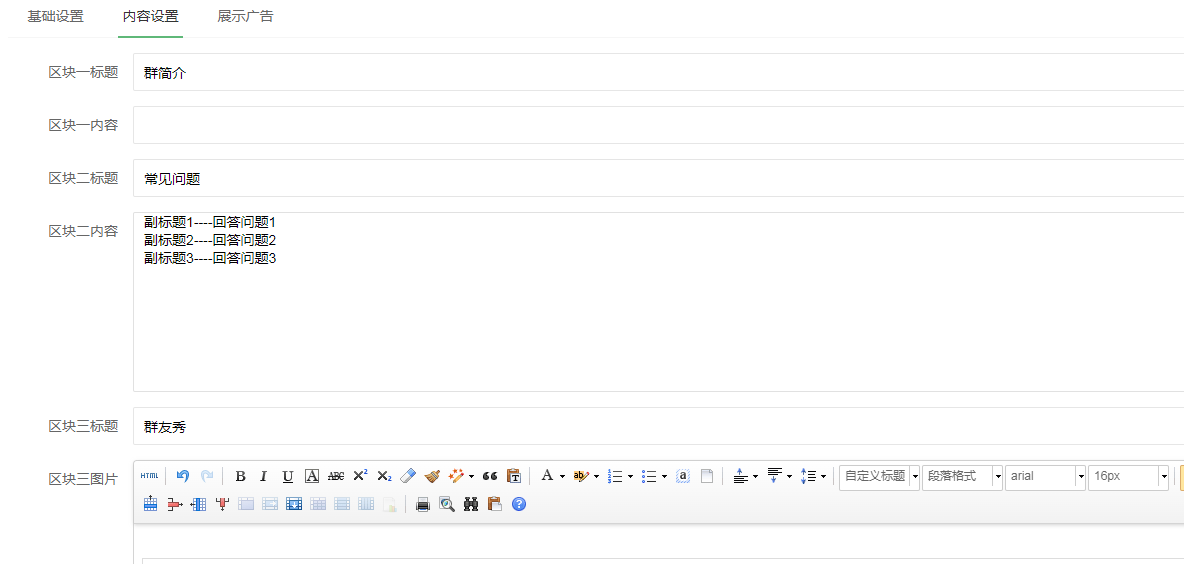 基础设置 内容设置 展示广告
区块一标题 群简介
区块一内容
区块二标题 常见问题
区块二内容 副标题1----回答问题1
副标题2----回答问题2
副标题3----回答问题3
区块三标题 群友秀
区块三图片 HTML B I U A ABC X² X₂ A ab 自定义标题 段落格式 arial 16px